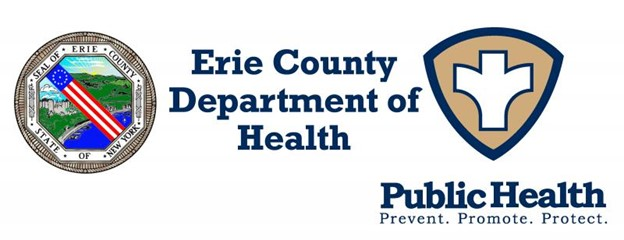 SEAL OF ERIE COUNTY
STATE OF NEW YORK
Erie County
Department of
Health
Public Health
Prevent. Promote. Protect.